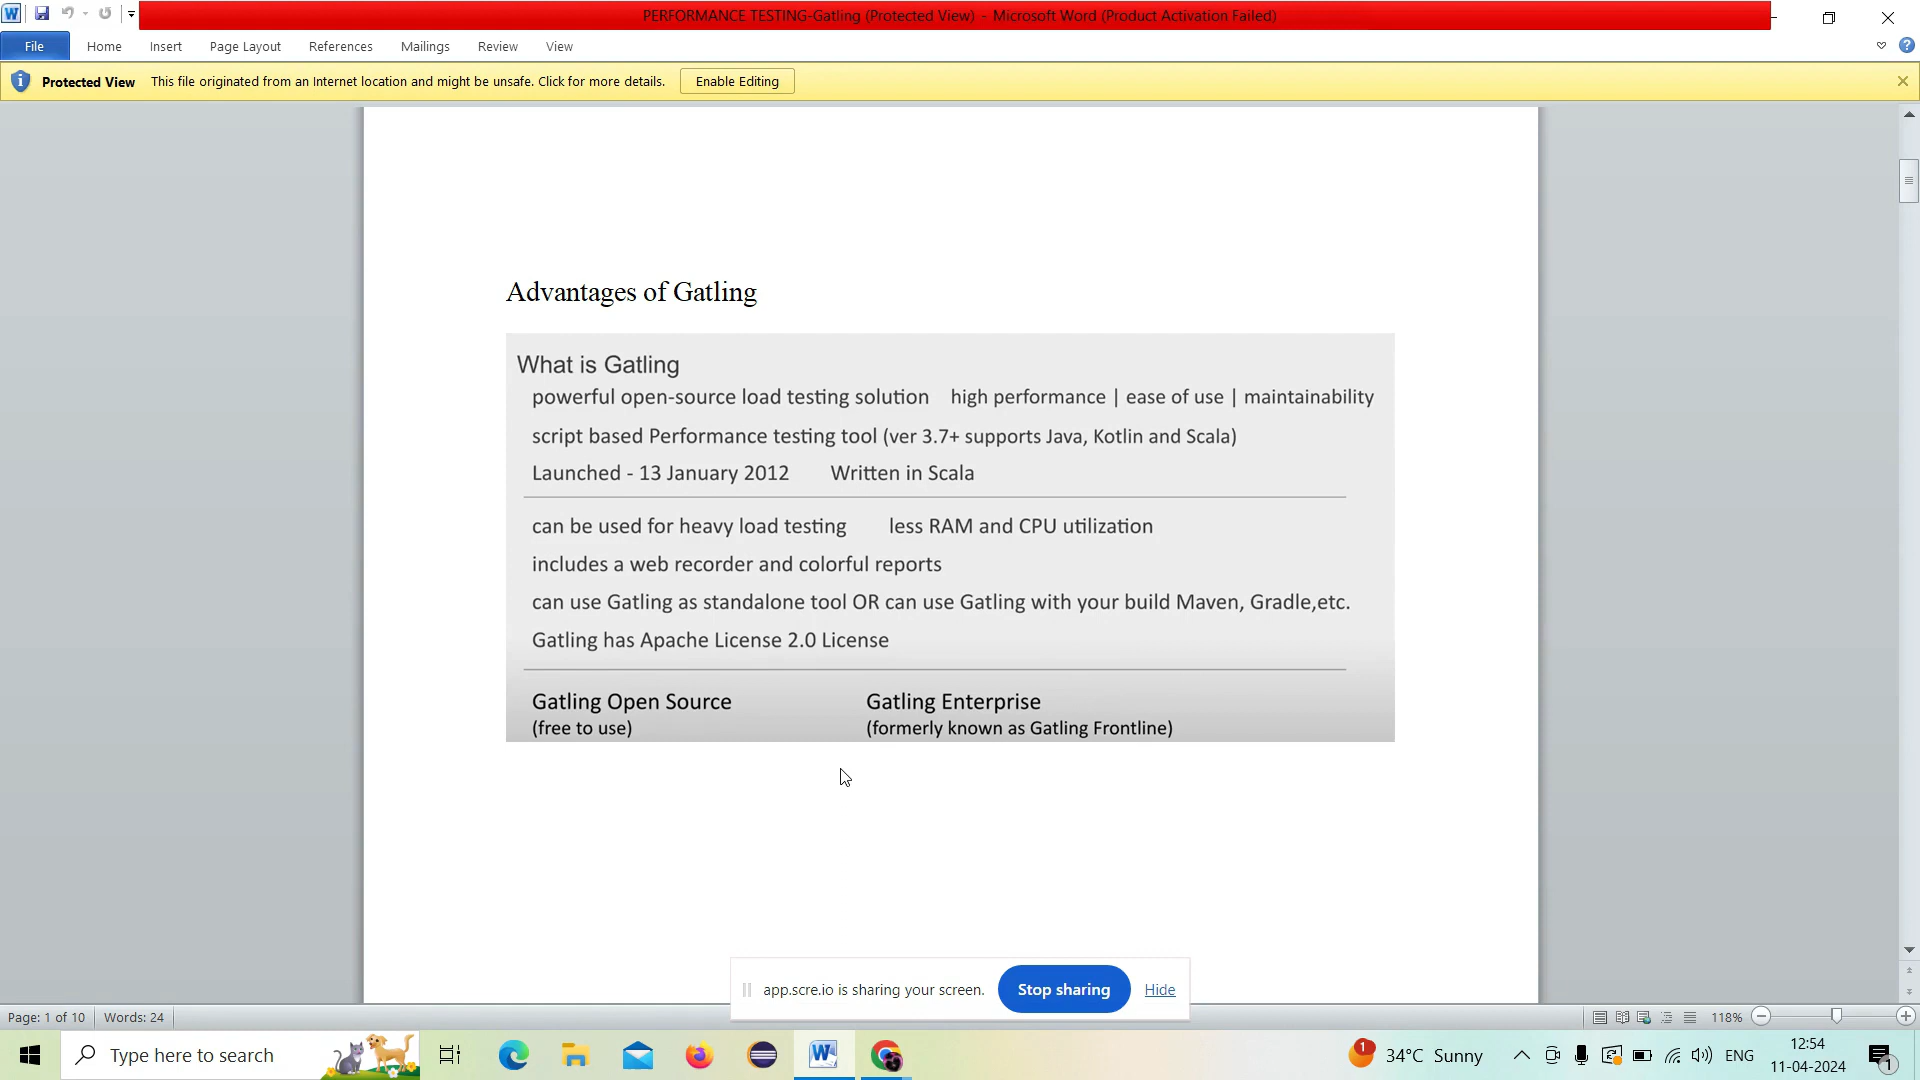 PERFORMANCE TESTING-Gatling (Protected View) - Microsoft Word (Product Activation Failed)
File Home Insert Page Layout References Mailings Review View
Protected View This file originated from an Internet location and might be unsafe. Click for more details. Enable Editing
Advantages of Gatling
What is Gatling
powerful open-source load testing solution high performance | ease of use | maintainability
script based Performance testing tool (ver 3.7+ supports Java, Kotlin and Scala)
Launched - 13 January 2012 Written in Scala
can be used for heavy load testing less RAM and CPU utilization
includes a web recorder and colorful reports
can use Gatling as standalone tool OR can use Gatling with your build Maven, Gradle,etc.
Gatling has Apache License 2.0 License
Gatling Open Source Gatling Enterprise
(free to use) (formerly known as Gatling Frontline)
app.scre.io is sharing your screen. Stop sharing Hide
Page: 1 of 10 Words: 24 118%
Type here to search 1 34°C Sunny ENG 12:54
11-04-2024 1